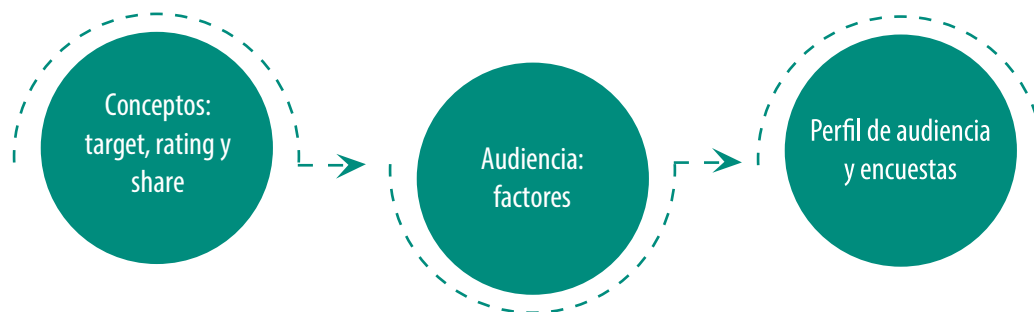 Conceptos:
target, rating y
share
Audiencia:
factores
Perfil de audiencia
y encuestas